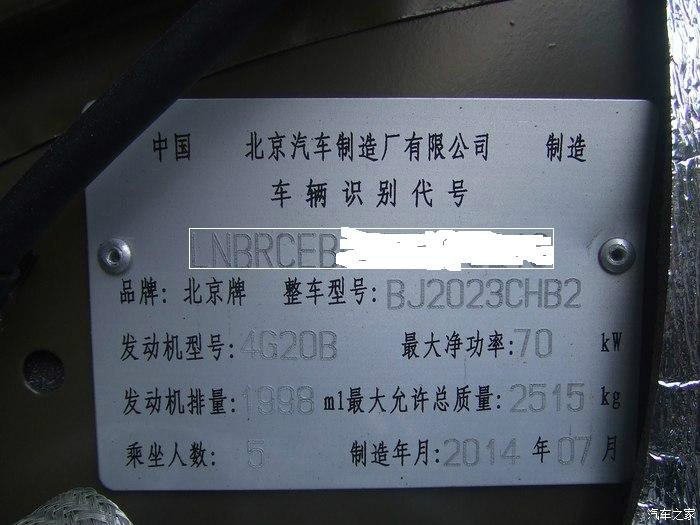 中国 北京汽车制造厂有限公司 制造
车辆识别代号
LNBRCEB
品牌: 北京牌 整车型号: BJ2023CHB2
发动机型号: 4G20B 最大净功率: 70 kW
发动机排量: 1998 ml 最大允许总质量: 2515 kg
乘坐人数: 5 制造年月: 2014 年 07 月
汽车之家